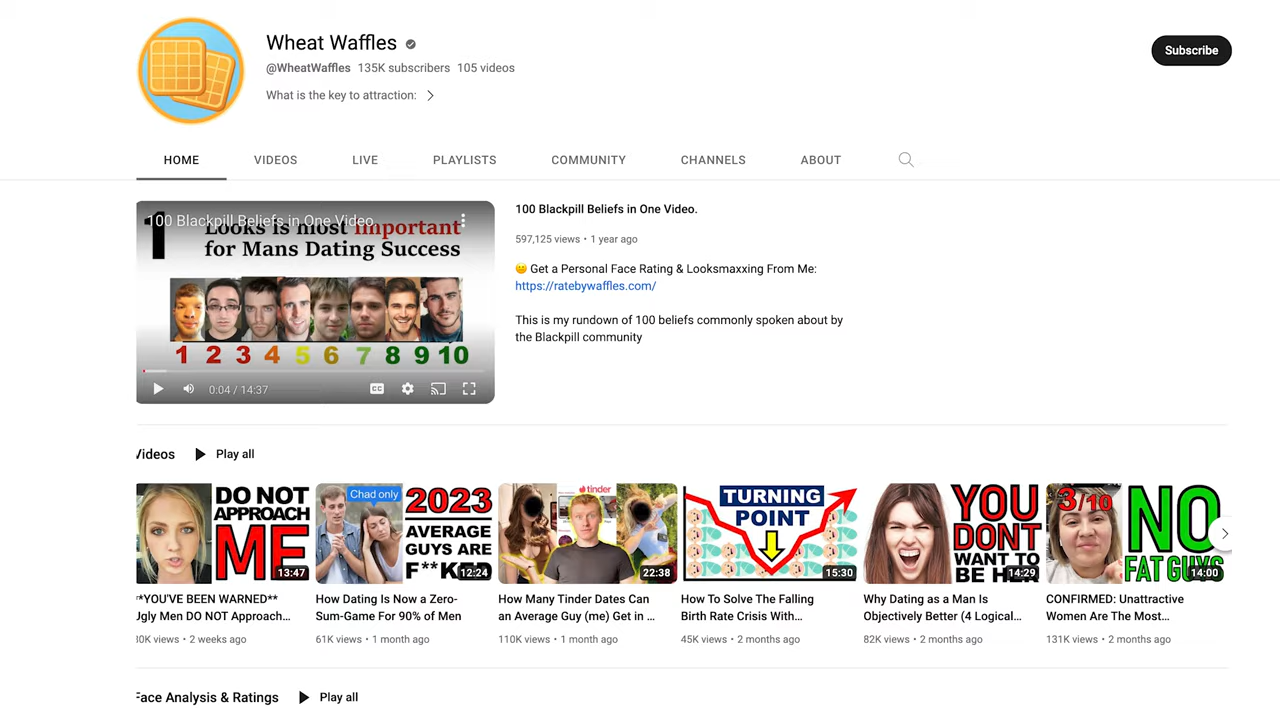 Wheat Waffles
Subscribe
@WheatWaffles 135K subscribers 105 videos
What is the key to attraction:
HOME VIDEOS LIVE PLAYLISTS COMMUNITY CHANNELS ABOUT
100 Blackpill Beliefs in One Video.
1 Looks is most important
for Mans Dating Success
1 2 3 4 5 6 7 8 9 10
0:04 / 14:37
CC
100 Blackpill Beliefs in One Video.
597,125 views • 1 year ago
🙂 Get a Personal Face Rating & Looksmaxxing From Me:
https://ratebywaffles.com/
This is my rundown of 100 beliefs commonly spoken about by
the Blackpill community
Videos Play all
DO NOT
APPROACH
ME
13:47
Chad only
2023
AVERAGE
GUYS ARE
F**KED
12:24
tinder
22:38
TURNING
POINT
15:30
YOU
DONT
WANT TO
BE
14:29
3/10
NO
FAT GUYS
14:00
**YOU'VE BEEN WARNED**
Ugly Men DO NOT Approach...
30K views • 2 weeks ago
How Dating Is Now a Zero-
Sum-Game For 90% of Men
61K views • 1 month ago
How Many Tinder Dates Can
an Average Guy (me) Get in ...
110K views • 1 month ago
How To Solve The Falling
Birth Rate Crisis With...
45K views • 2 months ago
Why Dating as a Man Is
Objectively Better (4 Logical...
82K views • 2 months ago
CONFIRMED: Unattractive
Women Are The Most...
131K views • 2 months ago
Face Analysis & Ratings Play all